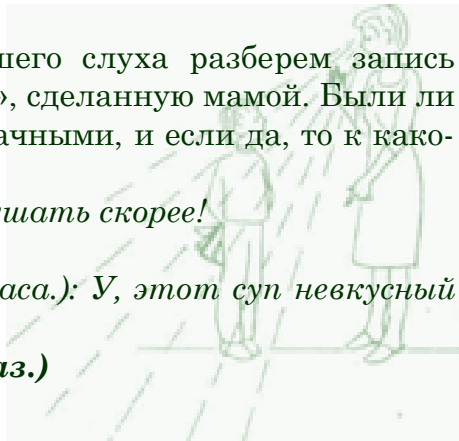 шего слуха разберем запись
», сделанную мамой. Были ли
ачными, и если да, то к како-
шать скорее!
аса.): У, этот суп невкусный
аз.)